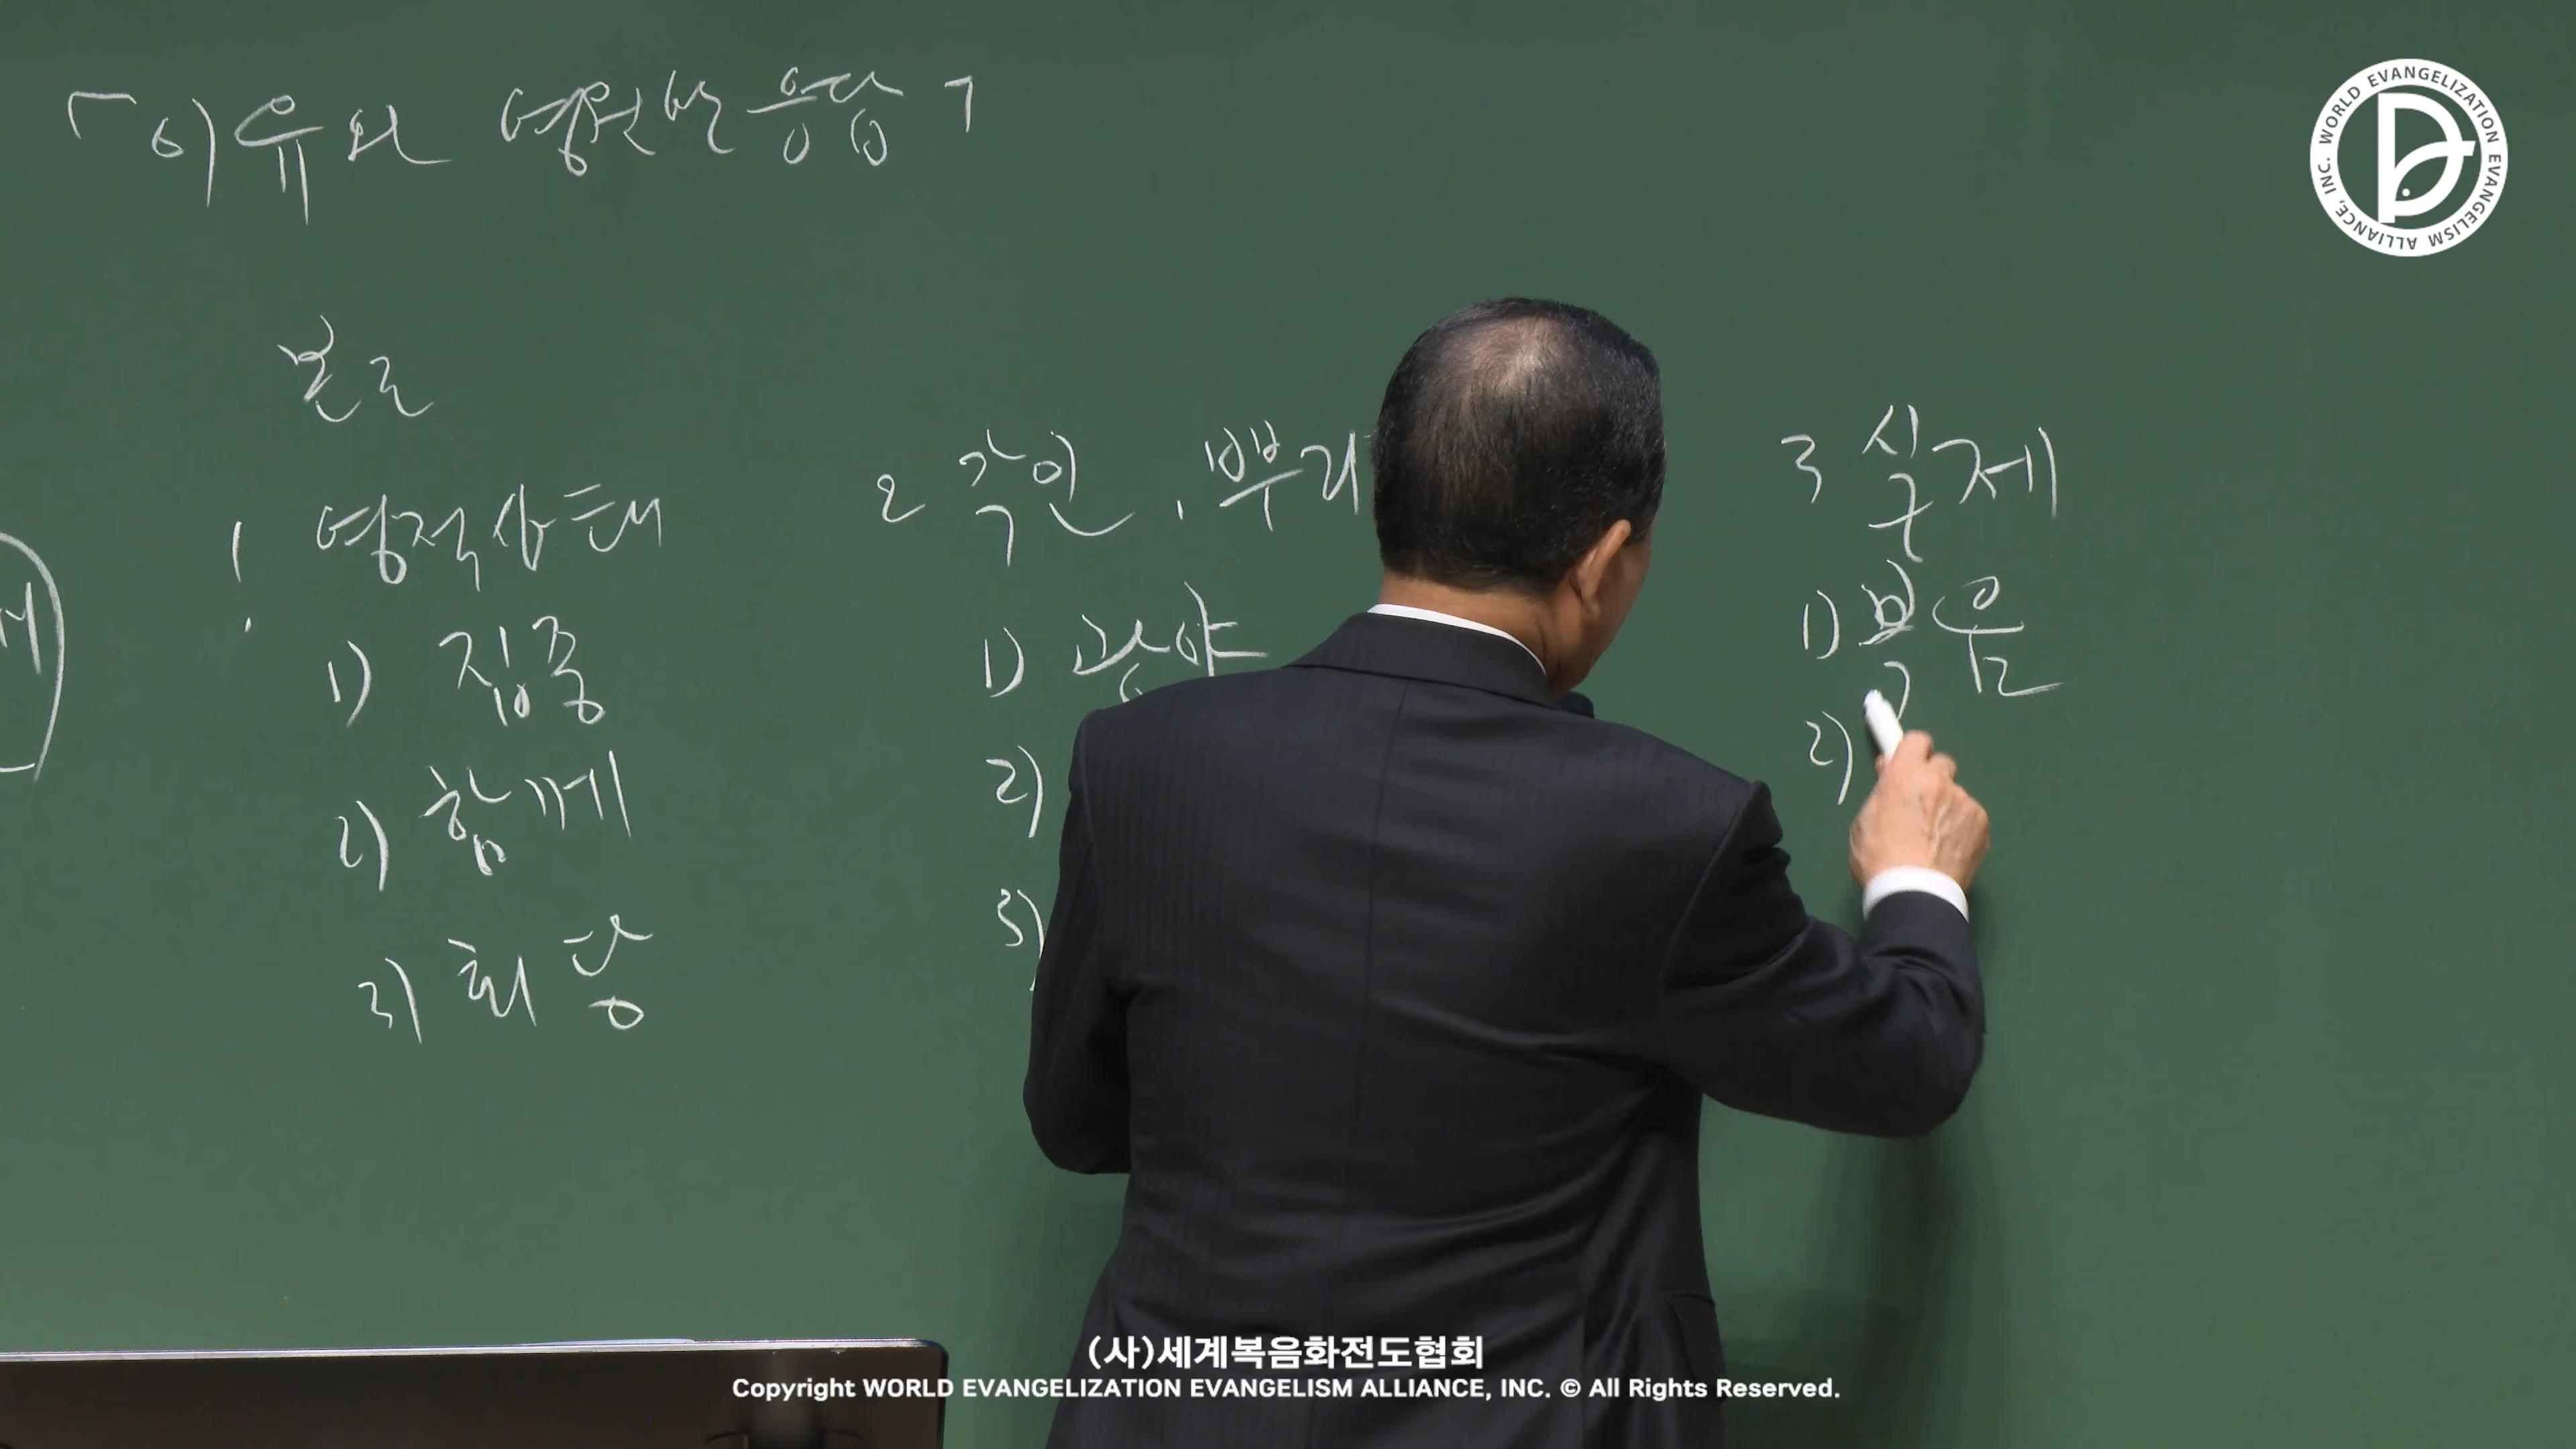 「이유와 영원한 응답」
본론
1. 영적상태
1) 집중
2) 함께
3) 회당
2 각인, 뿌리
1) 광야
2)
3)
3 실제
1) 복음
2)
WORLD EVANGELIZATION EVANGELISM ALLIANCE, INC.
(사)세계복음화전도협회
Copyright WORLD EVANGELIZATION EVANGELISM ALLIANCE, INC. © All Rights Reserved.